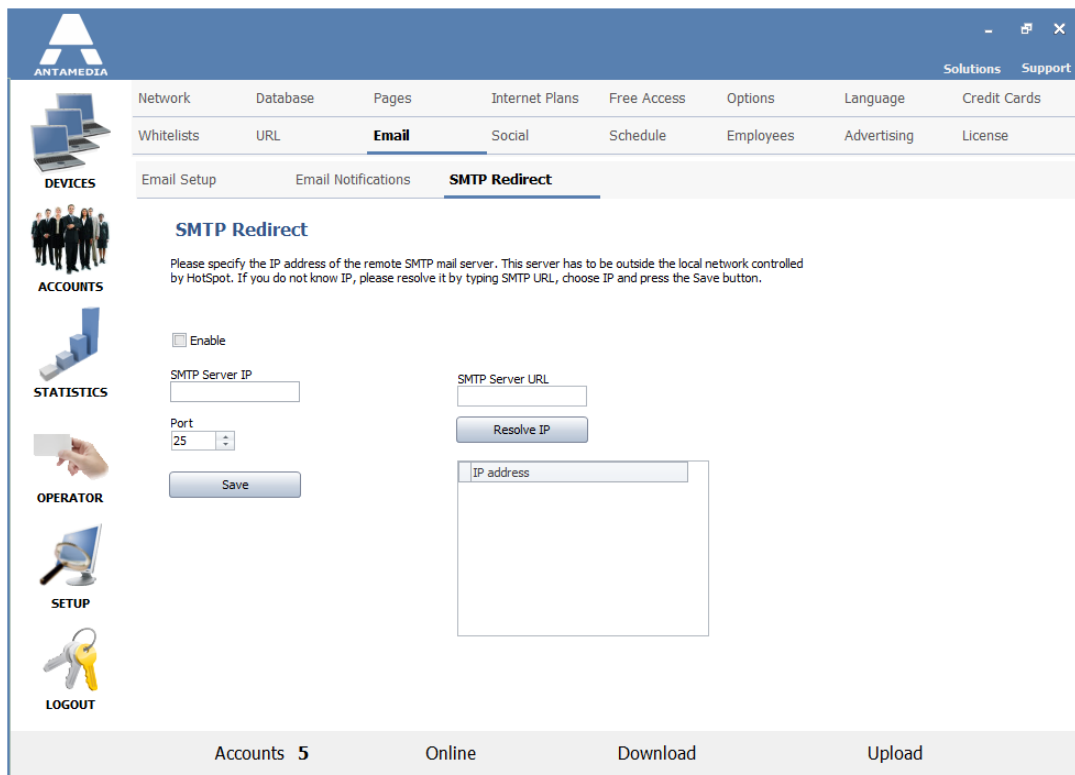 ANTAMEDIA
Solutions Support
Network Database Pages Internet Plans Free Access Options Language Credit Cards
Whitelists URL Email Social Schedule Employees Advertising License
Email Setup Email Notifications SMTP Redirect
DEVICES
ACCOUNTS
STATISTICS
OPERATOR
SETUP
LOGOUT
SMTP Redirect
Please specify the IP address of the remote SMTP mail server. This server has to be outside the local network controlled
by HotSpot. If you do not know IP, please resolve it by typing SMTP URL, choose IP and press the Save button.
Enable
SMTP Server IP
Port
25
Save
SMTP Server URL
Resolve IP
IP address
Accounts 5 Online Download Upload